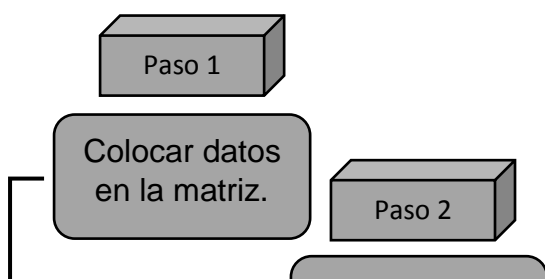 Paso 1
Colocar datos
en la matriz.
Paso 2